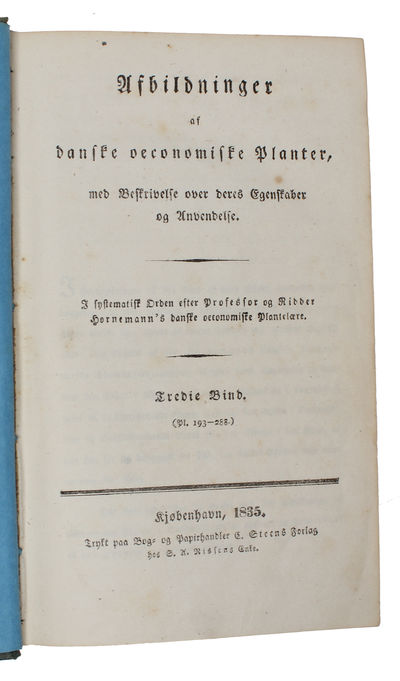 Afbildninger
af
danske oeconomiske Planter,
med Beskrivelse over deres Egenskaber
og Anvendelse.
I systematisk Orden efter Professor og Ridder
Hornemann's danske oeconomiske Plantelære.
Tredie Bind.
(Pl. 193—288.)
Kjøbenhavn, 1835.
Trykt paa Bog- og Papirhandler C. Steens Forlag
hos S. A. Nissens Enke.